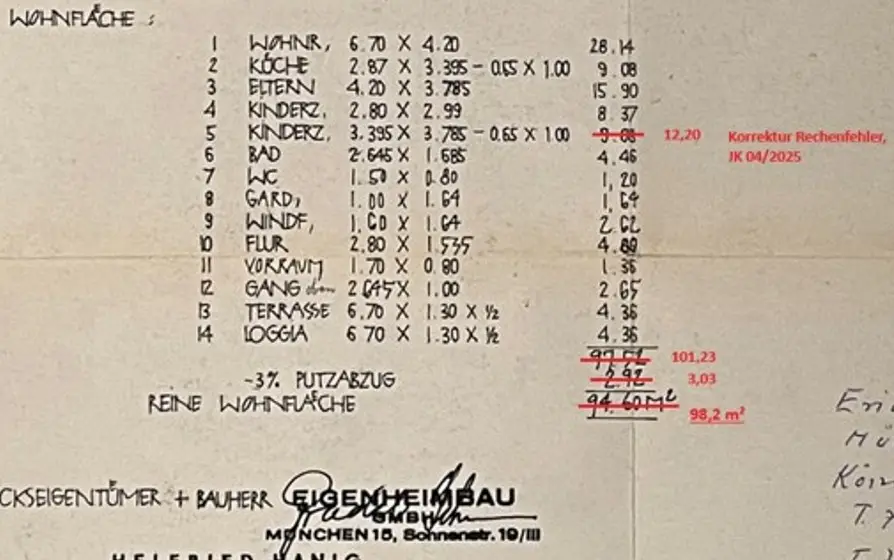 WOHNFLÄCHE :
1 WOHNR, 6.70 X 4.20 28.14
2 KÜCHE 2.87 X 3.395 - 0.65 X 1.00 9.08
3 ELTERN 4.20 X 3.785 15.90
4 KINDERZ, 2.80 X 2.99 8.37
5 KINDERZ, 3.395 X 3.785 - 0.65 X 1.00 9.08 12,20 Korrektur Rechenfehler,
JK 04/2025
6 BAD 2.645 X 1.685 4.46
7 WC 1.50 X 0.80 1,20
8 GARD, 1.00 X 1.64 1,64
9 WINDF, 1,60 X 1.64 2.62
10 FLUR 2.80 X 1.535 4.80
11 VORRAUM 1.70 X 0.80 1.36
12 GANG oben 2.645 X 1.00 2.65
13 TERRASSE 6.70 X 1.30 X ½ 4.36
14 LOGGIA 6 70 X 1.30 X ½ 4.36
97.52 101,23
-3% PUTZABZUG 2.92 3,03
REINE WOHNFLÄCHE 94.60 M² 98,2 m²
CKSEIGENTÜMER + BAUHERR EIGENHEIMBAU
GMBH
MÜNCHEN 15, Sonnenstr. 19/III
HELFRIED HANIG